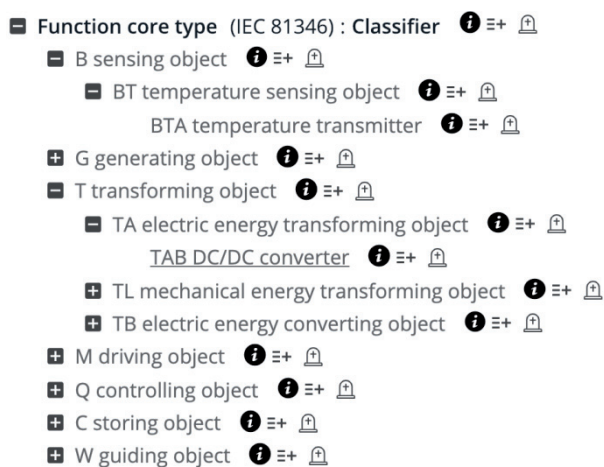 Function core type (IEC 81346) : Classifier
B sensing object
BT temperature sensing object
BTA temperature transmitter
G generating object
T transforming object
TA electric energy transforming object
TAB DC/DC converter
TL mechanical energy transforming object
TB electric energy converting object
M driving object
Q controlling object
C storing object
W guiding object